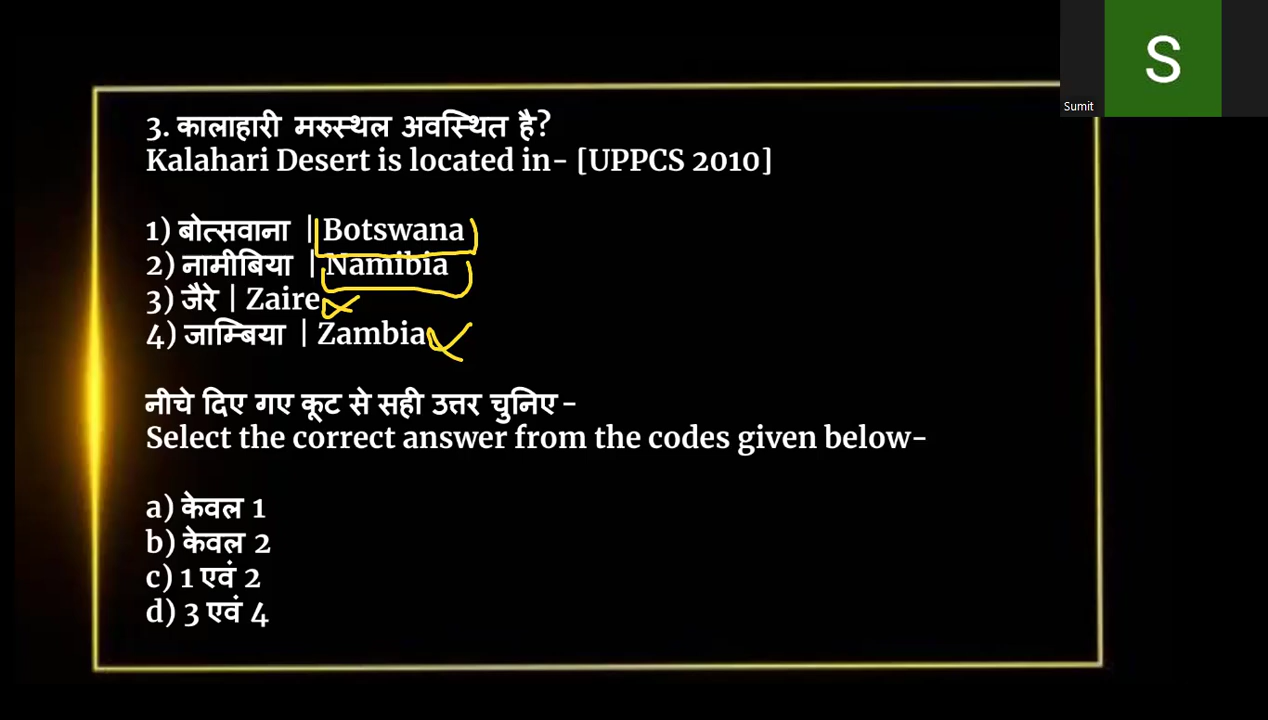 S
Sumit
3. कालाहारी मरुस्थल अवस्थित है?
Kalahari Desert is located in- [UPPCS 2010]
1) बोत्सवाना | Botswana
2) नामीबिया | Namibia
3) जैरे | Zaire
4) जाम्बिया | Zambia
नीचे दिए गए कूट से सही उत्तर चुनिए -
Select the correct answer from the codes given below-
a) केवल 1
b) केवल 2
c) 1 एवं 2
d) 3 एवं 4